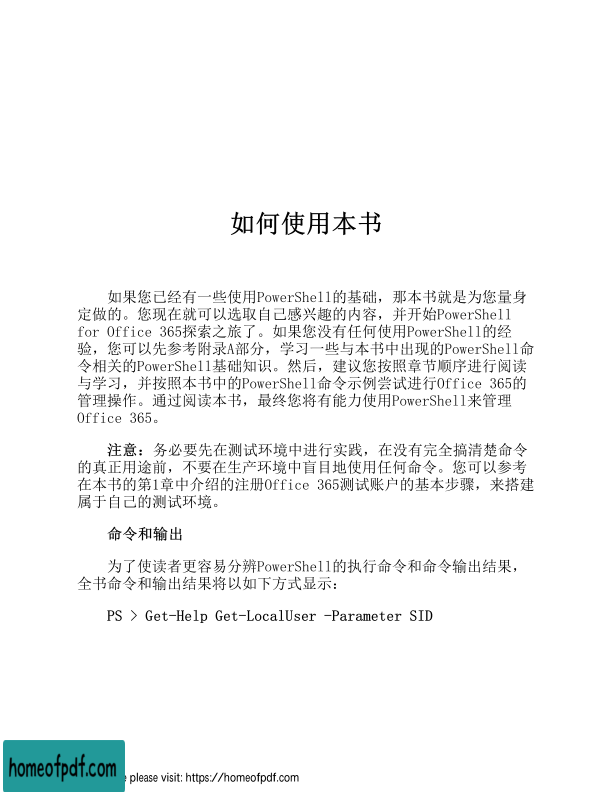 如何使用本书
如果您已经有一些使用PowerShell的基础，那本书就是为您量身
定做的。您现在就可以选取自己感兴趣的内容，并开始PowerShell
for Office 365探索之旅了。如果您没有任何使用PowerShell的经
验，您可以先参考附录A部分，学习一些与本书中出现的PowerShell命
令相关的PowerShell基础知识。然后，建议您按照章节顺序进行阅读
与学习，并按照本书中的PowerShell命令示例尝试进行Office 365的
管理操作。通过阅读本书，最终您将有能力使用PowerShell来管理
Office 365。
注意：务必要先在测试环境中进行实践，在没有完全搞清楚命令
的真正用途前，不要在生产环境中盲目地使用任何命令。您可以参考
在本书的第1章中介绍的注册Office 365测试账户的基本步骤，来搭建
属于自己的测试环境。
命令和输出
为了使读者更容易分辨PowerShell的执行命令和命令输出结果，
全书命令和输出结果将以如下方式显示：
PS > Get-Help Get-LocalUser -Parameter SID
homeofpdf.com
please visit: https://homeofpdf.com